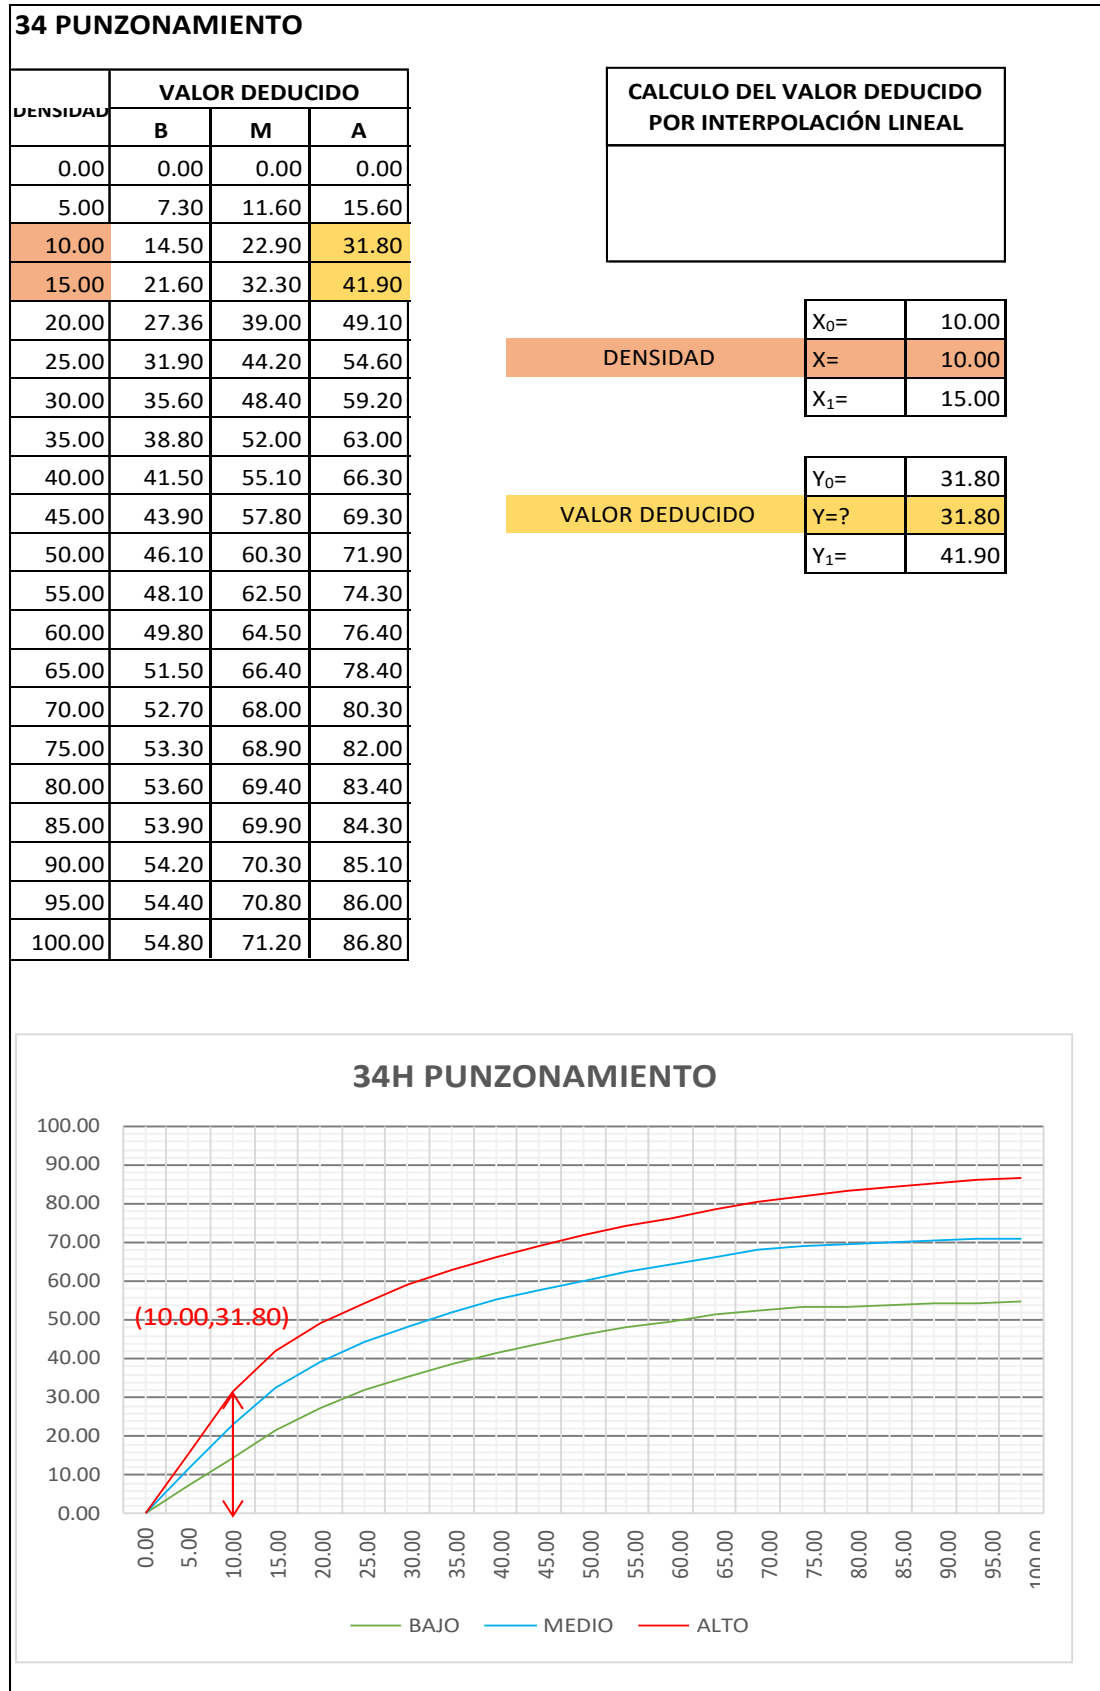 34 PUNZONAMIENTO
DENSIDAD VALOR DEDUCIDO
B M A
0.00 0.00 0.00 0.00
5.00 7.30 11.60 15.60
10.00 14.50 22.90 31.80
15.00 21.60 32.30 41.90
20.00 27.36 39.00 49.10
25.00 31.90 44.20 54.60
30.00 35.60 48.40 59.20
35.00 38.80 52.00 63.00
40.00 41.50 55.10 66.30
45.00 43.90 57.80 69.30
50.00 46.10 60.30 71.90
55.00 48.10 62.50 74.30
60.00 49.80 64.50 76.40
65.00 51.50 66.40 78.40
70.00 52.70 68.00 80.30
75.00 53.30 68.90 82.00
80.00 53.60 69.40 83.40
85.00 53.90 69.90 84.30
90.00 54.20 70.30 85.10
95.00 54.40 70.80 86.00
100.00 54.80 71.20 86.80
CALCULO DEL VALOR DEDUCIDO
POR INTERPOLACIÓN LINEAL
X₀= 10.00
DENSIDAD X= 10.00
X₁= 15.00
Y₀= 31.80
VALOR DEDUCIDO Y=? 31.80
Y₁= 41.90
34H PUNZONAMIENTO
100.00
90.00
80.00
70.00
60.00
50.00
40.00
30.00
20.00
10.00
0.00
(10.00,31.80)
0.00 5.00 10.00 15.00 20.00 25.00 30.00 35.00 40.00 45.00 50.00 55.00 60.00 65.00 70.00 75.00 80.00 85.00 90.00 95.00 100.00
BAJO MEDIO ALTO